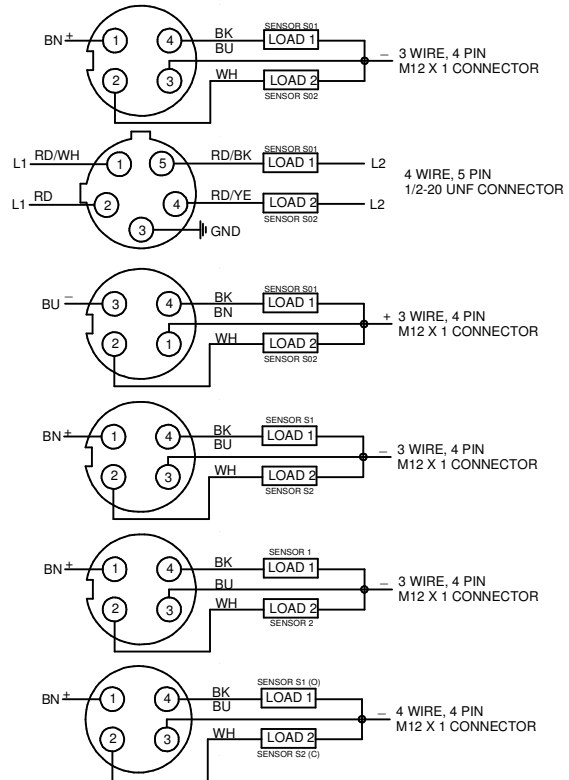 SENSOR S01
BN + 1 4 BK LOAD 1
BU – 3 WIRE, 4 PIN
2 3 WH LOAD 2 M12 X 1 CONNECTOR
SENSOR S02
SENSOR S01
L1 RD/WH 1 5 RD/BK LOAD 1 L2
4 WIRE, 5 PIN
1/2-20 UNF CONNECTOR
L1 RD 2 4 RD/YE LOAD 2 L2
SENSOR S02
3 GND
SENSOR S01
BU – 3 4 BK LOAD 1
BN + 3 WIRE, 4 PIN
M12 X 1 CONNECTOR
2 1 WH LOAD 2
SENSOR S02
SENSOR S1
BN + 1 4 BK LOAD 1
BU – 3 WIRE, 4 PIN
M12 X 1 CONNECTOR
2 3 WH LOAD 2
SENSOR S2
SENSOR 1
BN + 1 4 BK LOAD 1
BU – 3 WIRE, 4 PIN
M12 X 1 CONNECTOR
2 3 WH LOAD 2
SENSOR 2
SENSOR S1 (O)
BN + 1 4 BK LOAD 1
BU – 4 WIRE, 4 PIN
M12 X 1 CONNECTOR
2 3 WH LOAD 2
SENSOR S2 (C)